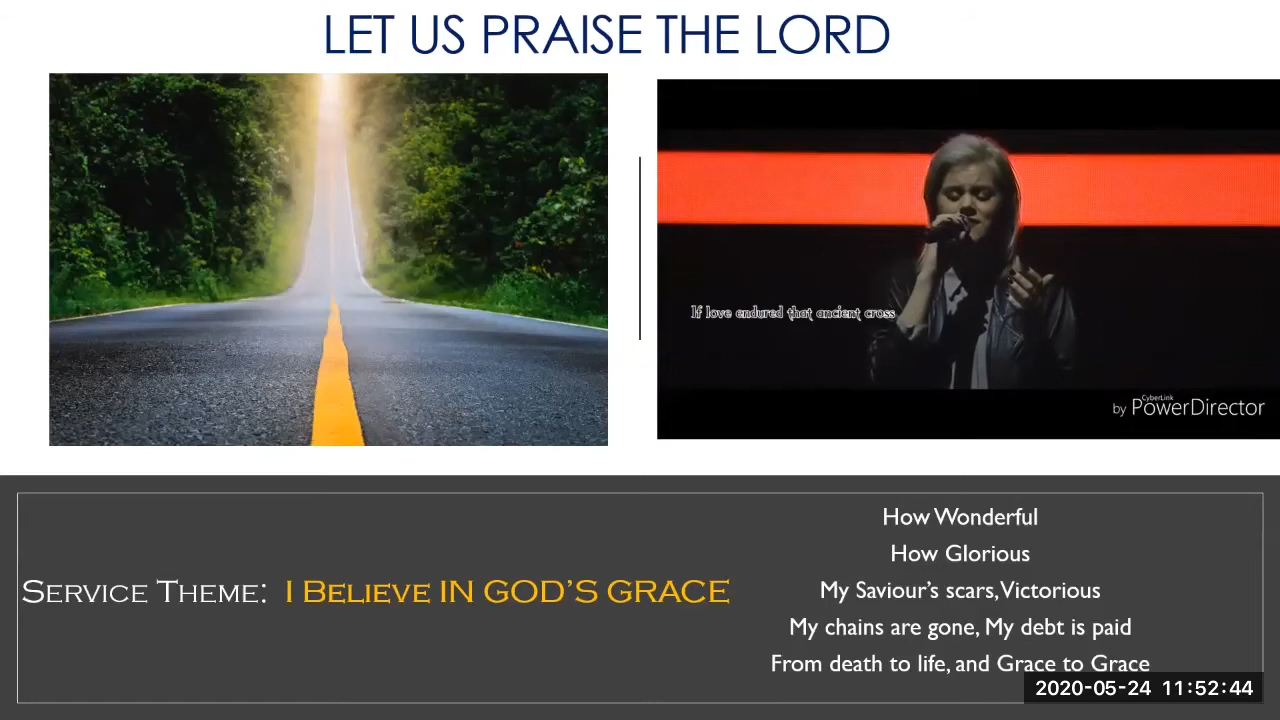 LET US PRAISE THE LORD
If love endured that ancient cross
CyberLink
by PowerDirector
SERVICE THEME: I BELIEVE IN GOD'S GRACE
How Wonderful
How Glorious
My Saviour's scars, Victorious
My chains are gone, My debt is paid
From death to life, and Grace to Grace
2020-05-24 11:52:44